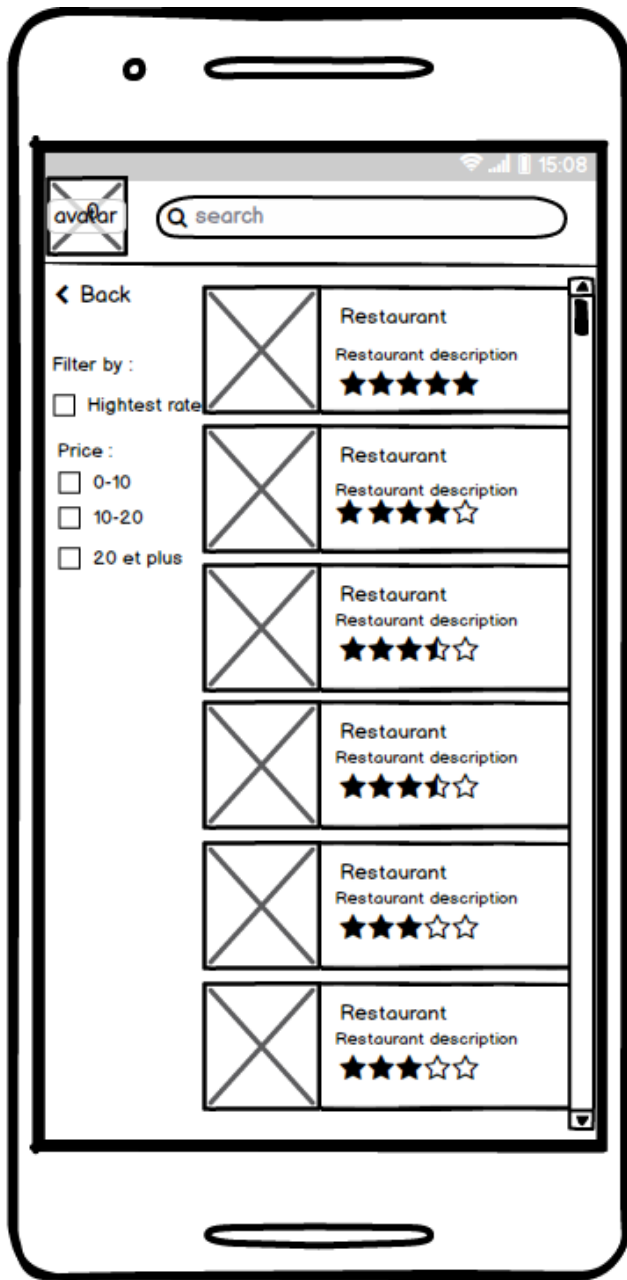 15:08
avatar
search
Back
Filter by :
Hightest rate
Price :
0-10
10-20
20 et plus
Restaurant
Restaurant description
Restaurant
Restaurant description
Restaurant
Restaurant description
Restaurant
Restaurant description
Restaurant
Restaurant description
Restaurant
Restaurant description